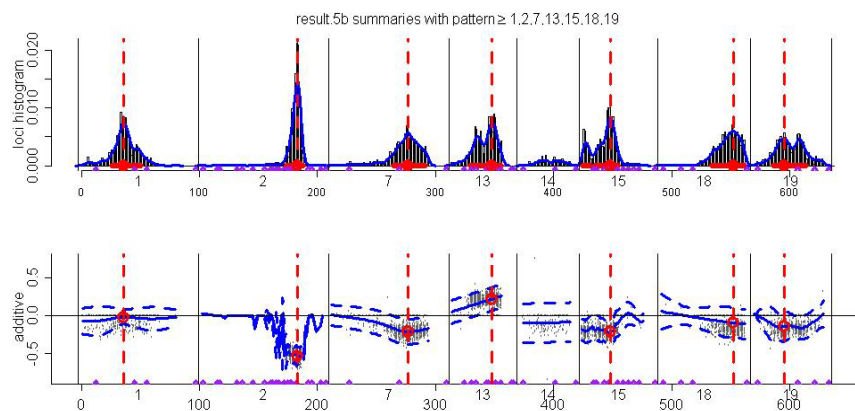 result.5b summaries with pattern ≥ 1,2,7,13,15,18,19
loci histogram
0.000 0.010 0.020
1 2 7 13 14 15 18 19
0 100 200 300 400 500 600
additive
-0.5 0.0 0.5
1 2 7 13 14 15 18 19
0 100 200 300 400 500 600